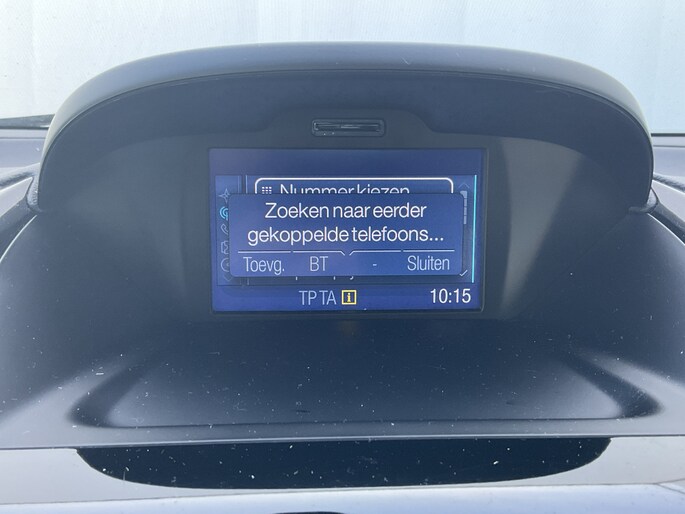 Nummer kiezen
Zoeken naar eerder
gekoppelde telefoons...
Toevg. BT - Sluiten
TP TA i 10:15